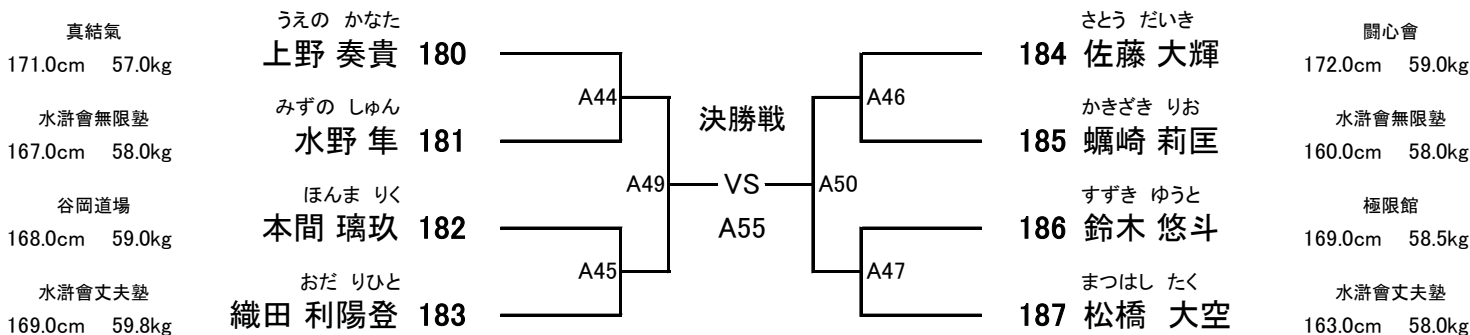 うえの かなた
真結氣
上野 奏貴 180
171.0cm 57.0kg
みずの しゅん
水滸會無限塾
水野 隼 181
167.0cm 58.0kg
ほんま りく
谷岡道場
本間 璃玖 182
168.0cm 59.0kg
おだ りひと
水滸會丈夫塾
織田 利陽登 183
169.0cm 59.8kg
A44
A45
A49
決勝戦
VS
A55
A46
A50
A47
さとう だいき
184 佐藤 大輝
闘心會
172.0cm 59.0kg
かきざき りお
185 蠣崎 莉匡
水滸會無限塾
160.0cm 58.0kg
すずき ゆうと
186 鈴木 悠斗
極限館
169.0cm 58.5kg
まつはし たく
187 松橋 大空
水滸會丈夫塾
163.0cm 58.0kg